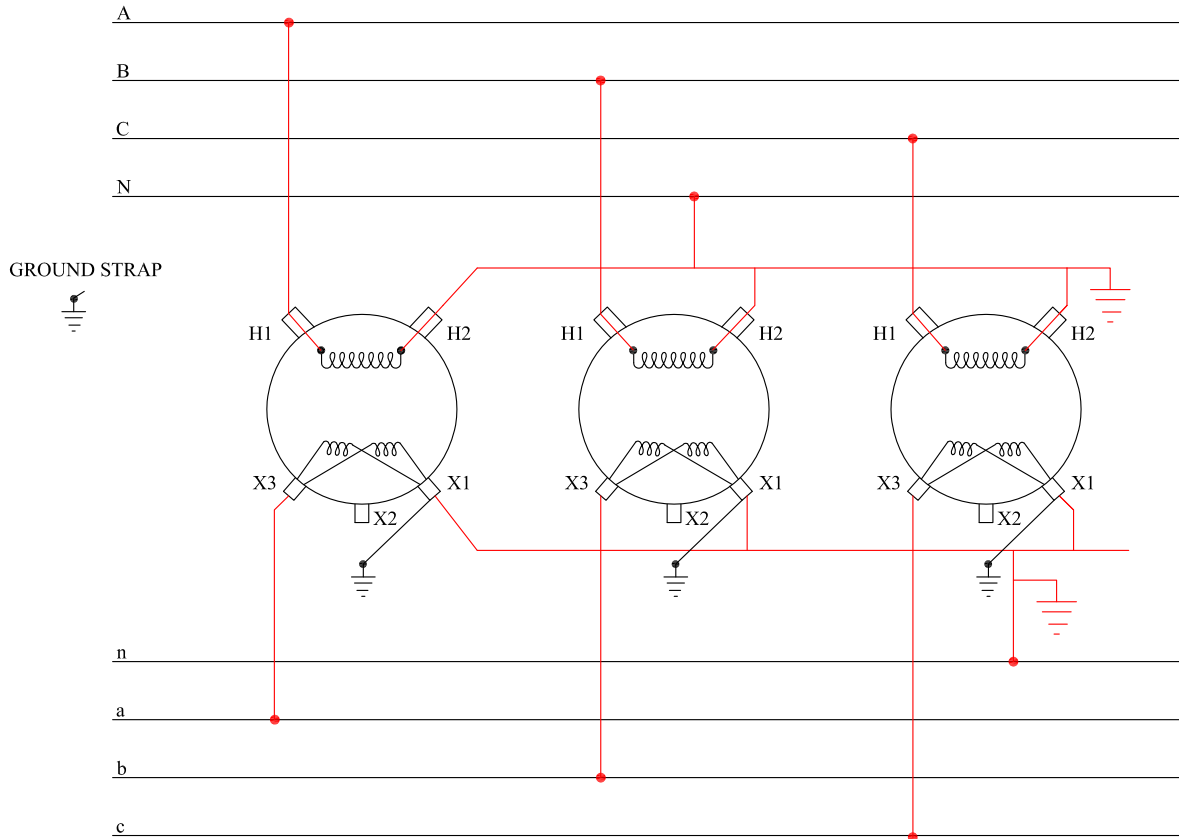 A
B
C
N
GROUND STRAP
H1 H2 H1 H2 H1 H2
X3 X1 X3 X1 X3 X1
X2 X2 X2
n
a
b
c